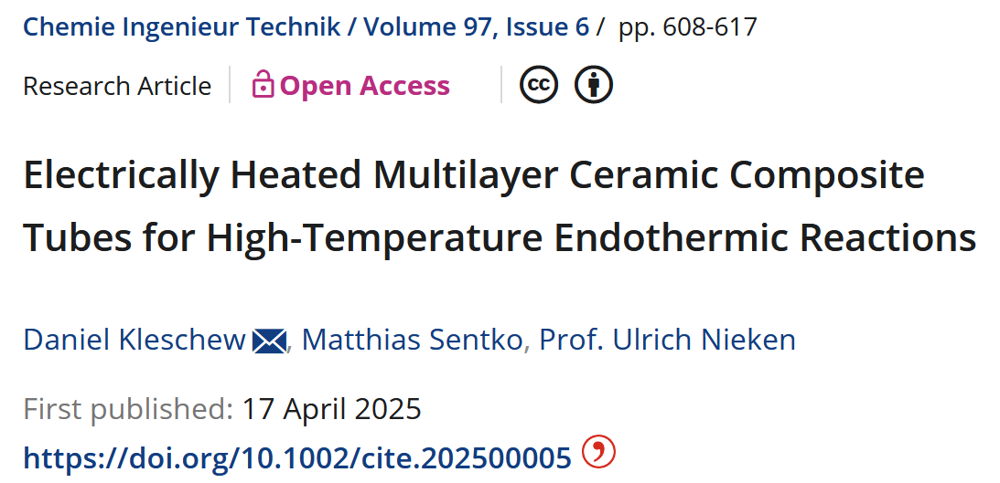 Chemie Ingenieur Technik / Volume 97, Issue 6 / pp. 608-617
Research Article Open Access cc
Electrically Heated Multilayer Ceramic Composite
Tubes for High-Temperature Endothermic Reactions
Daniel Kleschew, Matthias Sentko, Prof. Ulrich Nieken
First published: 17 April 2025
https://doi.org/10.1002/cite.202500005